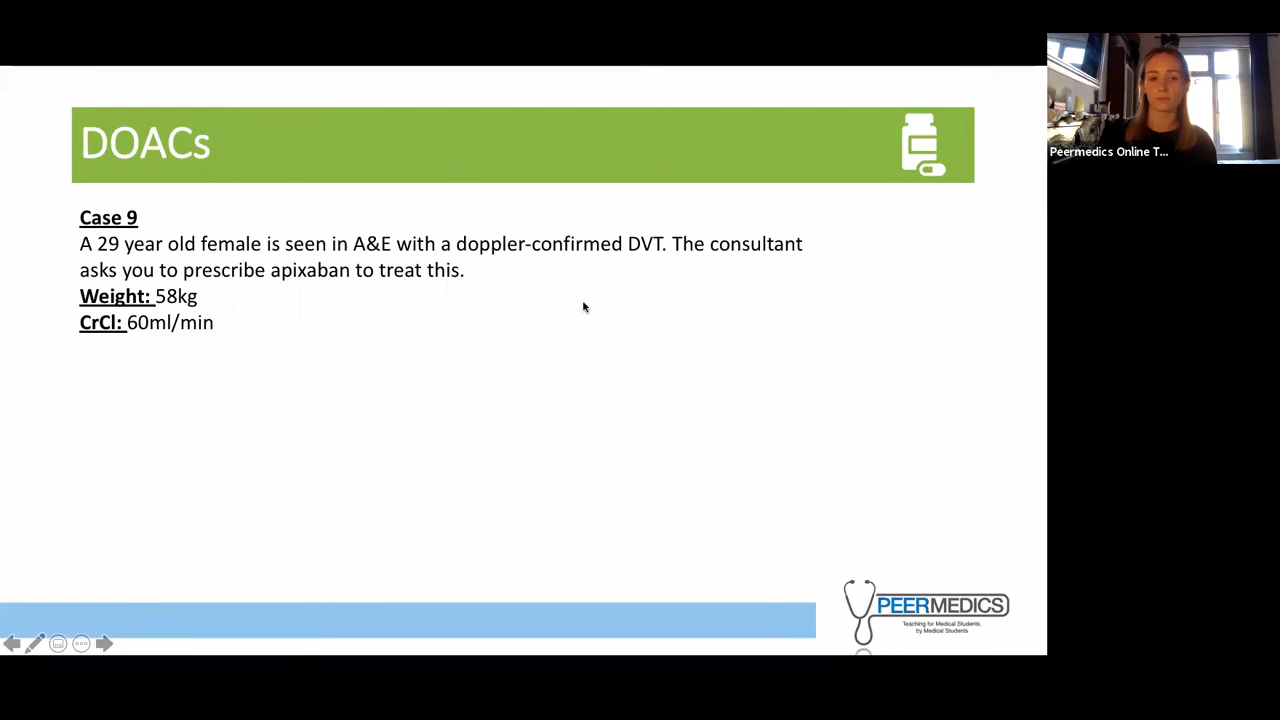 DOACs
Case 9
A 29 year old female is seen in A&E with a doppler-confirmed DVT. The consultant
asks you to prescribe apixaban to treat this.
Weight: 58kg
CrCl: 60ml/min
PEERMEDICS
Teaching for Medical Students,
by Medical Students
Peermedics Online T...